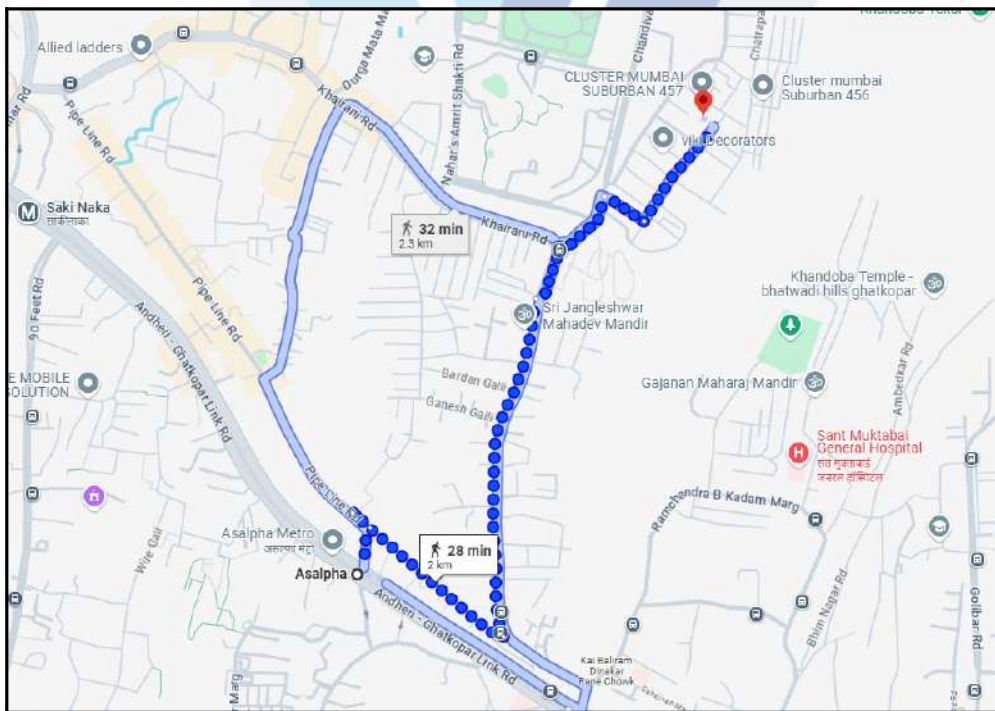 Allied ladders
Durga Mata Ma
Chandiva
Chatrapa
Khairani Rd
Nahar's Amrit Shakti Rd
CLUSTER MUMBAI
SUBURBAN 457
Cluster mumbai
Suburban 456
Pipe Line Rd
viki Decorators
M
Saki Naka
साकीनाका
32 min
2.3 km
Khairani Rd
Khandoba Temple -
bhatwadi hills ghatkopar
Pipe Line Rd
90 Feet Rd
Andheri - Ghatkopar Link Rd
Sri Jangleshwar
Mahadev Mandir
E MOBILE
OLUTION
Bardan Galli
Ganesh Galli
Gajanan Maharaj Mandir
Ambedkar Rd
H
Sant Muktabai
General Hospital
संत मुक्ताबाई
जनरल हॉस्पिटल
Pipe Line Rd
Ramchandra B Kadam Marg
Asalpha Metro
असल्फा मेट्रो
Wire Gali
28 min
2 km
Asalpha
Andheri - Ghatkopar Link Rd
Bhim Nagar Rd
Golibar Rd
Kai Baliram
Dinakar
Rane Chowk
Marg